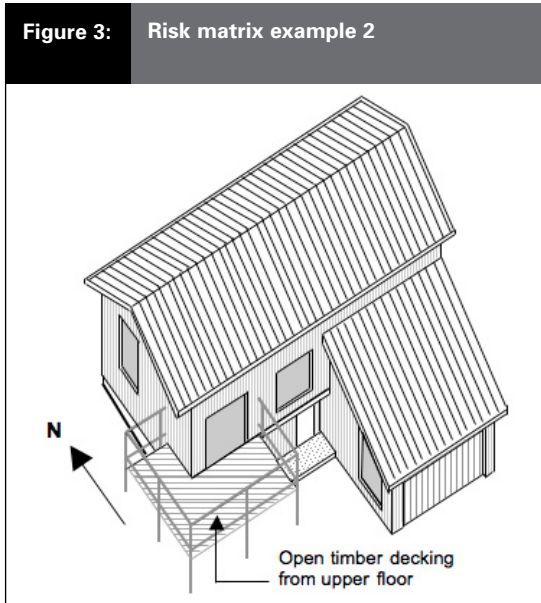 Figure 3: Risk matrix example 2
N
Open timber decking
from upper floor